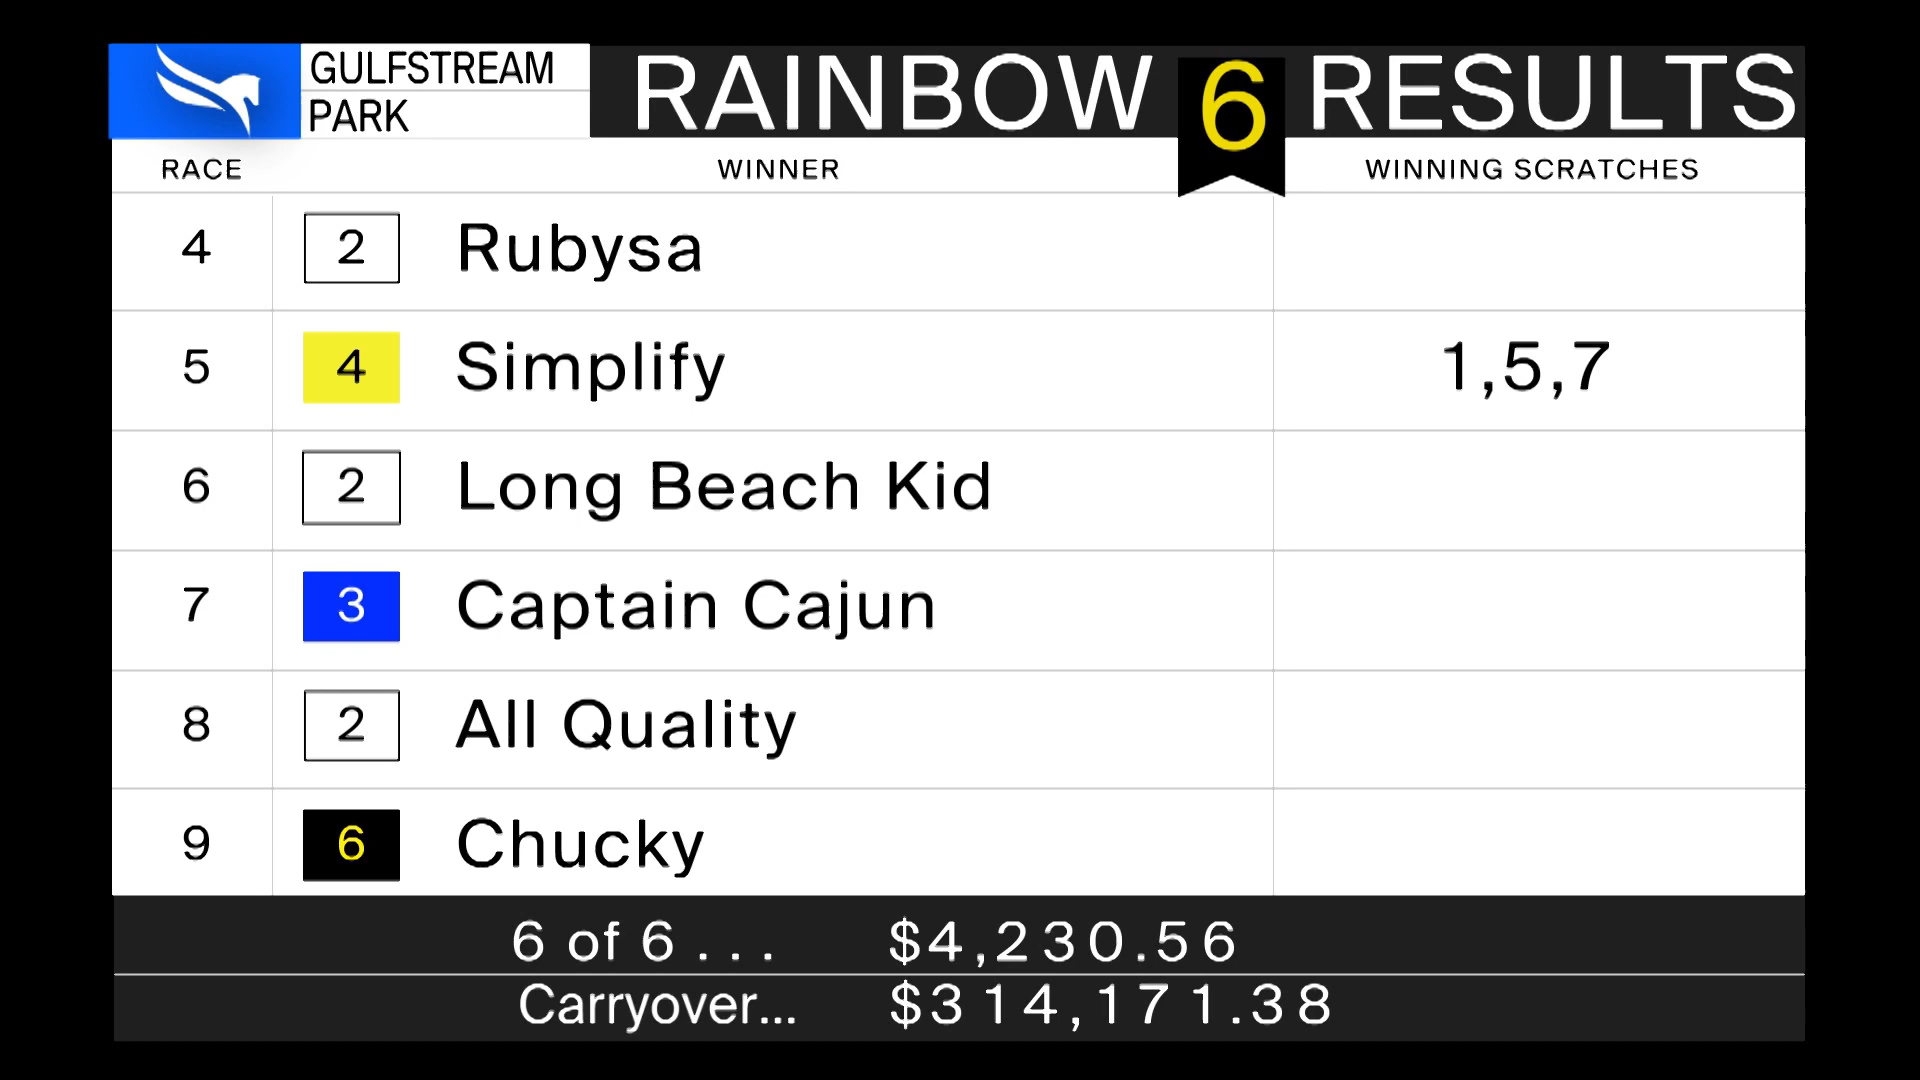 GULFSTREAM
PARK
RAINBOW 6 RESULTS
RACE WINNER WINNING SCRATCHES
4 2 Rubysa
5 4 Simplify 1,5,7
6 2 Long Beach Kid
7 3 Captain Cajun
8 2 All Quality
9 6 Chucky
6 of 6 . . . $4,230.56
Carryover... $314,171.38